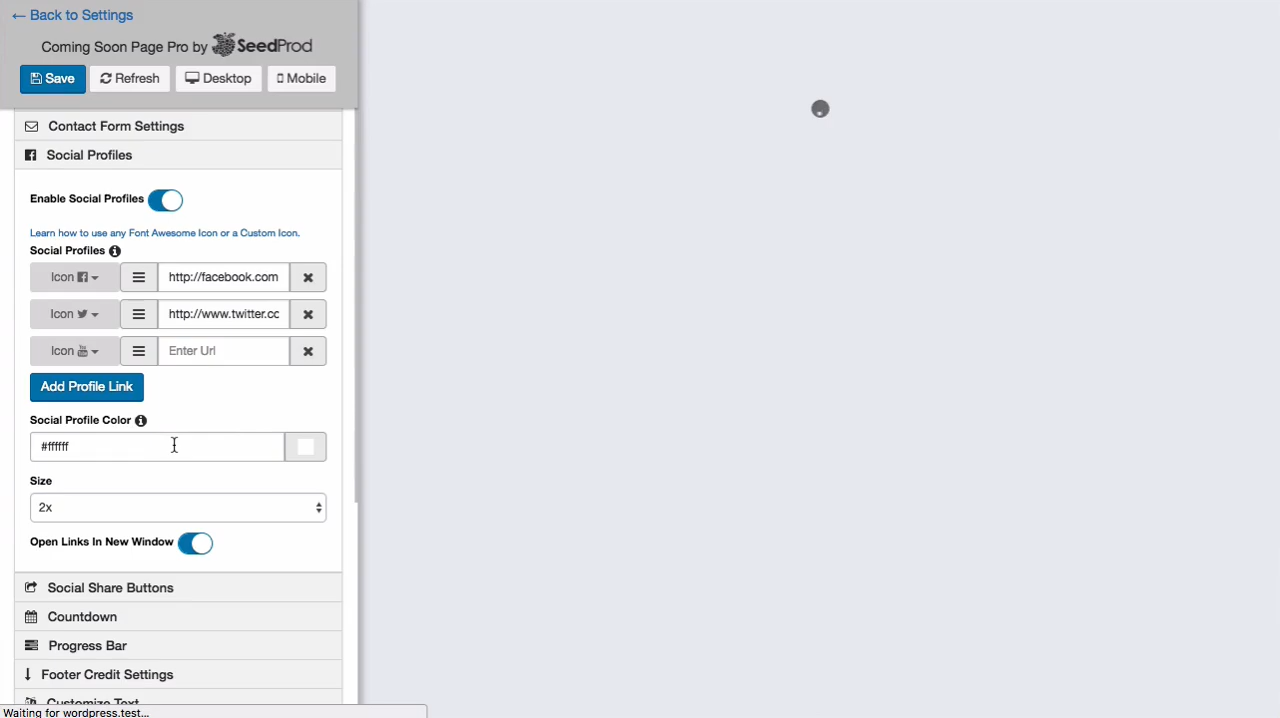 ← Back to Settings
Coming Soon Page Pro by SeedProd
Save Refresh Desktop Mobile
Contact Form Settings
Social Profiles
Enable Social Profiles
Learn how to use any Font Awesome Icon or a Custom Icon.
Social Profiles
Icon http://facebook.com
Icon http://www.twitter.cc
Icon Enter Url
Add Profile Link
Social Profile Color
#ffffff
Size
2x
Open Links In New Window
Social Share Buttons
Countdown
Progress Bar
Footer Credit Settings
Customize Text
Waiting for wordpress.test...